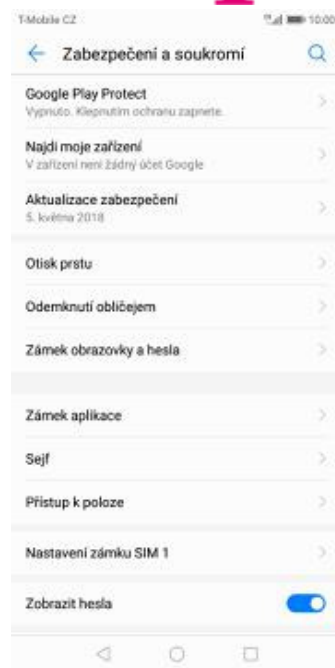 T-Mobile CZ 10:00
Zabezpečení a soukromí
Google Play Protect
Vypnuto. Klepnutím ochranu zapnete.
Najdi moje zařízení
V zařízení není žádný účet Google
Aktualizace zabezpečení
5. května 2018
Otisk prstu
Odemknutí obličejem
Zámek obrazovky a hesla
Zámek aplikace
Sejf
Přístup k poloze
Nastavení zámku SIM 1
Zobrazit hesla